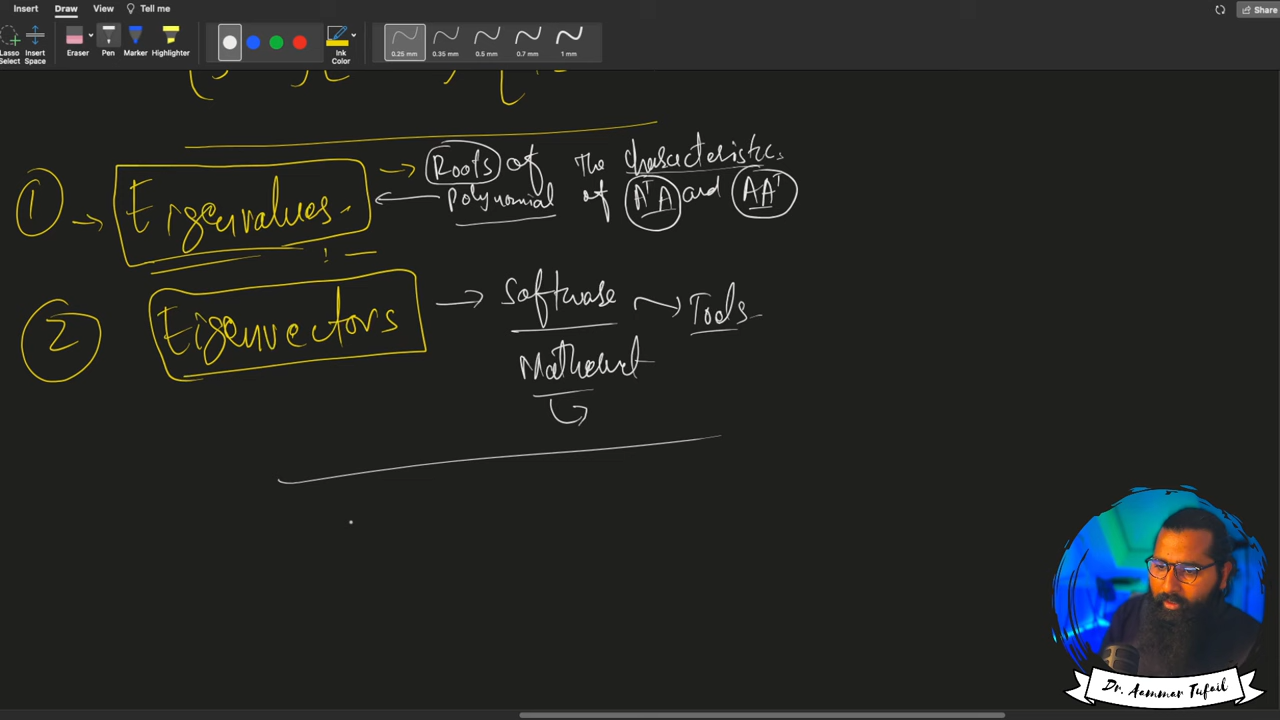 Insert Draw View Tell me
Share
Lasso Select
Insert Space
Eraser
Pen
Marker
Highlighter
Ink Color
0.25 mm 0.35 mm 0.5 mm 0.7 mm 1 mm
① → Eigenvalues. → Roots of The characteristic
← Polynomial of AᵀA and AAᵀ
② Eigenvectors → Software → Tools
Mathemat
Dr. Aammar Tufail